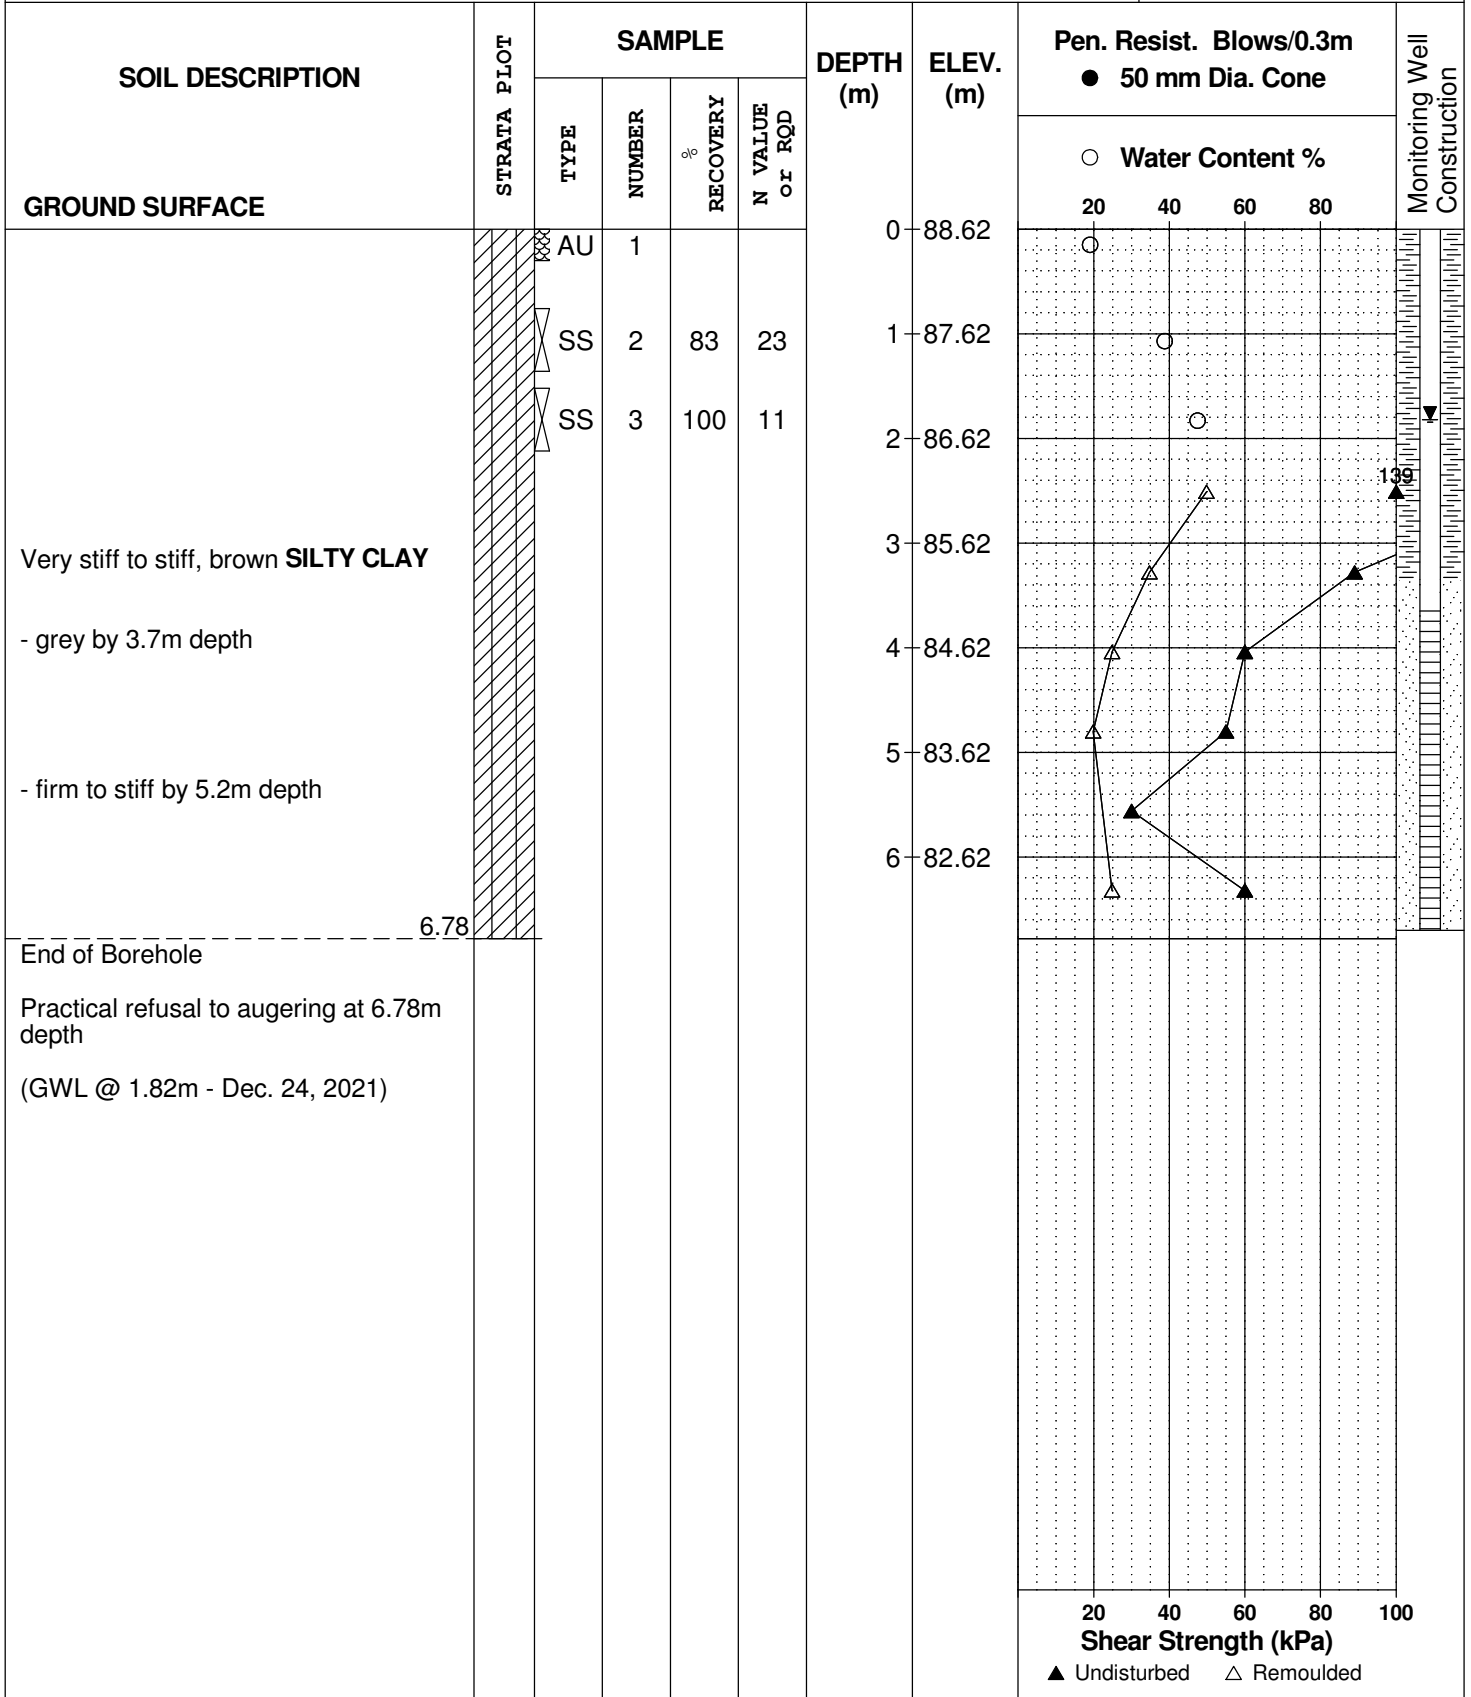 SOIL DESCRIPTION
GROUND SURFACE
STRATA PLOT
SAMPLE
TYPE
NUMBER
%
RECOVERY
N VALUE
or RQD
DEPTH
(m)
ELEV.
(m)
Pen. Resist. Blows/0.3m
● 50 mm Dia. Cone
○ Water Content %
20 40 60 80
Monitoring Well
Construction
0 88.62
AU 1
SS 2 83 23
1 87.62
SS 3 100 11
2 86.62
139
3 85.62
Very stiff to stiff, brown SILTY CLAY
- grey by 3.7m depth
4 84.62
5 83.62
- firm to stiff by 5.2m depth
6 82.62
6.78
End of Borehole
Practical refusal to augering at 6.78m
depth
(GWL @ 1.82m - Dec. 24, 2021)
20 40 60 80 100
Shear Strength (kPa)
▲ Undisturbed △ Remoulded